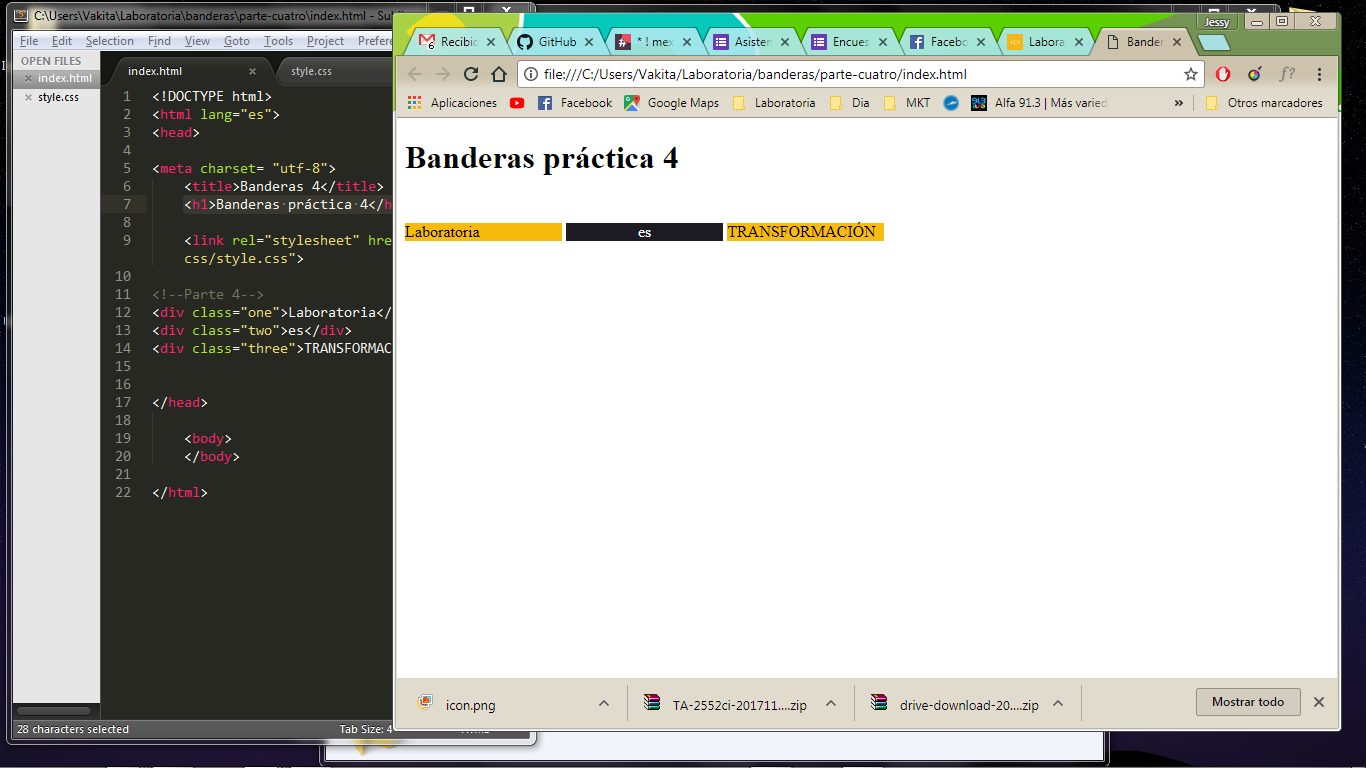 C:\Users\Vakita\Laboratoria\banderas\parte-cuatro\index.html - Subl
File Edit Selection Find View Goto Tools Project Prefere
OPEN FILES
index.html
style.css
index.html
style.css
1 <!DOCTYPE html>
2 <html lang="es">
3 <head>
4
5 <meta charset= "utf-8">
6 <title>Banderas 4</title>
7 <h1>Banderas práctica 4</h
8
9 <link rel="stylesheet" hre
css/style.css">
10
11 <!--Parte 4-->
12 <div class="one">Laboratoria</
13 <div class="two">es</div>
14 <div class="three">TRANSFORMAC
15
16
17 </head>
18
19 <body>
20 </body>
21
22 </html>
28 characters selected
Tab Size: 4
Jessy
6 Recibic
GitHub
* ! mex
Asisten
Encues
Facebo
Labora
Bander
file:///C:/Users/Vakita/Laboratoria/banderas/parte-cuatro/index.html
f?
Aplicaciones
Facebook
Google Maps
Laboratoria
Dia
MKT
91.3
Alfa 91.3 | Más varied
»
Otros marcadores
Banderas práctica 4
Laboratoria es TRANSFORMACIÓN
icon.png
TA-2552ci-201711....zip
drive-download-20....zip
Mostrar todo